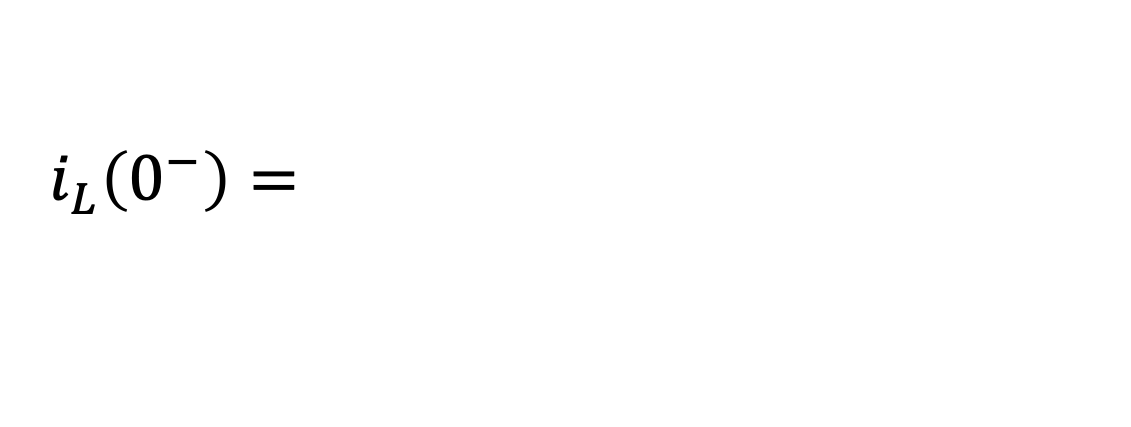 i_L(0⁻) =